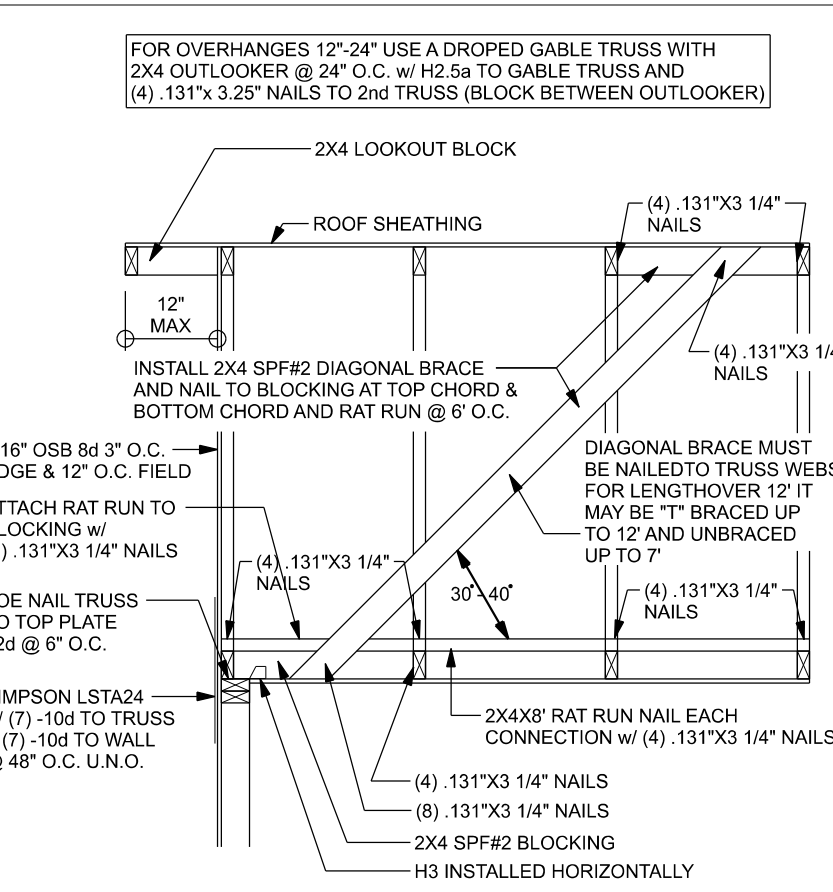 FOR OVERHANGES 12"-24" USE A DROPED GABLE TRUSS WITH
2X4 OUTLOOKER @ 24" O.C. w/ H2.5a TO GABLE TRUSS AND
(4) .131"x 3.25" NAILS TO 2nd TRUSS (BLOCK BETWEEN OUTLOOKER)
2X4 LOOKOUT BLOCK
ROOF SHEATHING
(4) .131"X3 1/4"
NAILS
12"
MAX
(4) .131"X3 1/4
NAILS
INSTALL 2X4 SPF#2 DIAGONAL BRACE
AND NAIL TO BLOCKING AT TOP CHORD &
BOTTOM CHORD AND RAT RUN @ 6' O.C.
16" OSB 8d 3" O.C.
DGE & 12" O.C. FIELD
DIAGONAL BRACE MUST
BE NAILEDTO TRUSS WEBS
FOR LENGTHOVER 12' IT
MAY BE "T" BRACED UP
TO 12' AND UNBRACED
UP TO 7'
TTACH RAT RUN TO
LOCKING w/
) .131"X3 1/4" NAILS
(4) .131"X3 1/4"
NAILS
30°- 40°
(4) .131"X3 1/4"
NAILS
OE NAIL TRUSS
O TOP PLATE
2d @ 6" O.C.
IMPSON LSTA24
/ (7) -10d TO TRUSS
(7) -10d TO WALL
@ 48" O.C. U.N.O.
2X4X8' RAT RUN NAIL EACH
CONNECTION w/ (4) .131"X3 1/4" NAILS
(4) .131"X3 1/4" NAILS
(8) .131"X3 1/4" NAILS
2X4 SPF#2 BLOCKING
H3 INSTALLED HORIZONTALLY